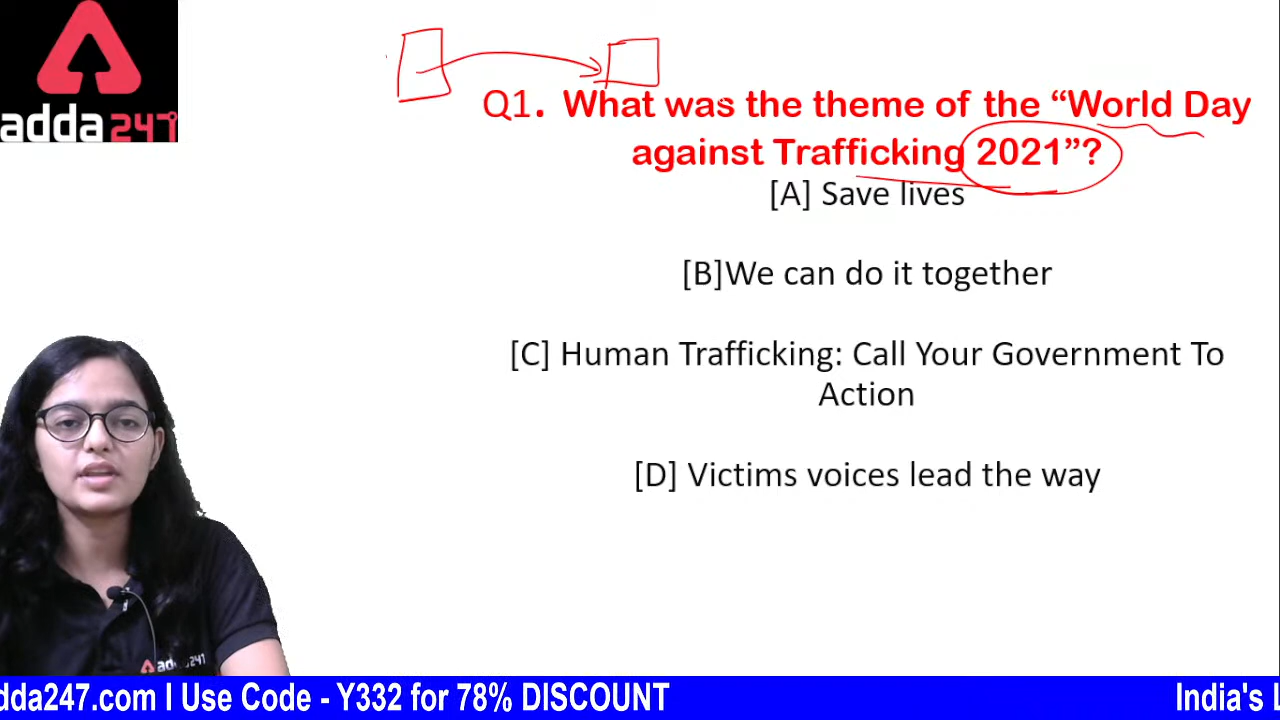 adda247
Q1. What was the theme of the “World Day
against Trafficking 2021”?
[A] Save lives
[B]We can do it together
[C] Human Trafficking: Call Your Government To
Action
[D] Victims voices lead the way
adda247
dda247.com I Use Code - Y332 for 78% DISCOUNT
India's L